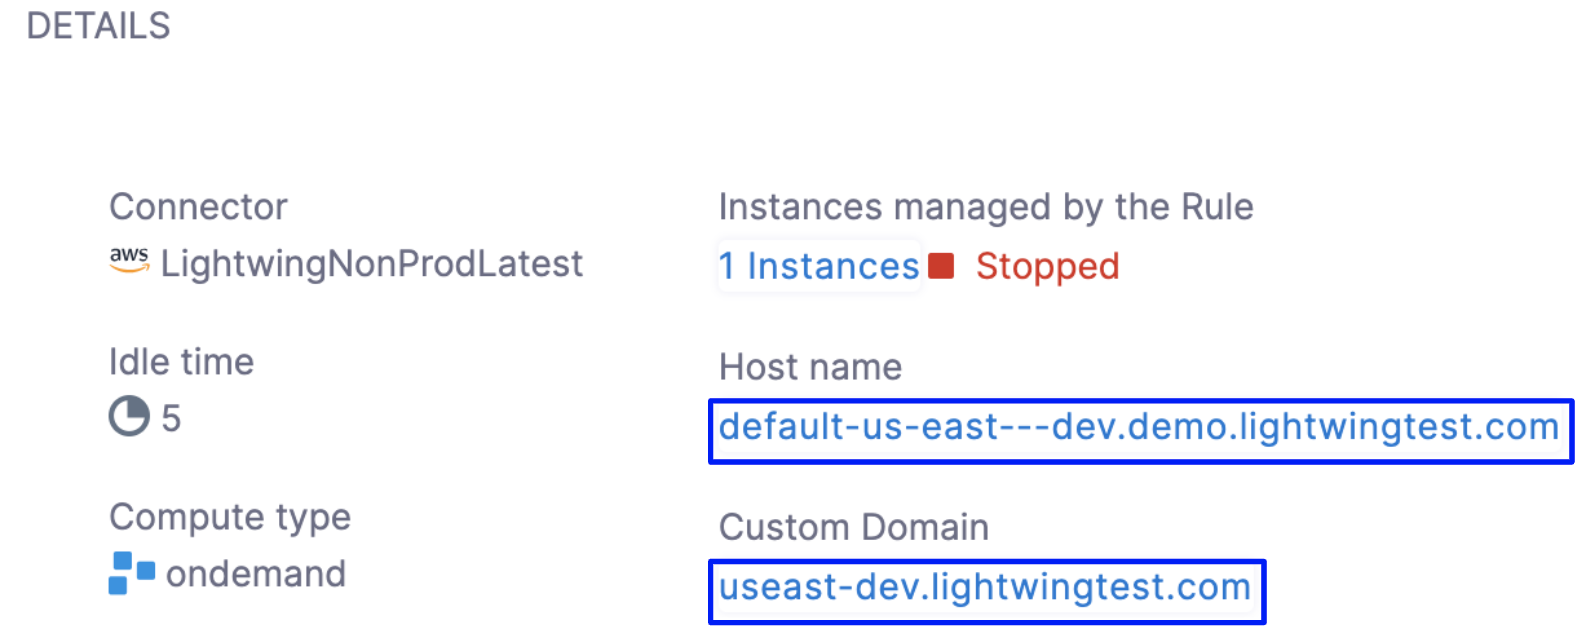 DETAILS
Connector
aws LightwingNonProdLatest
Idle time
5
Compute type
ondemand
Instances managed by the Rule
1 Instances Stopped
Host name
default-us-east---dev.demo.lightwingtest.com
Custom Domain
useast-dev.lightwingtest.com